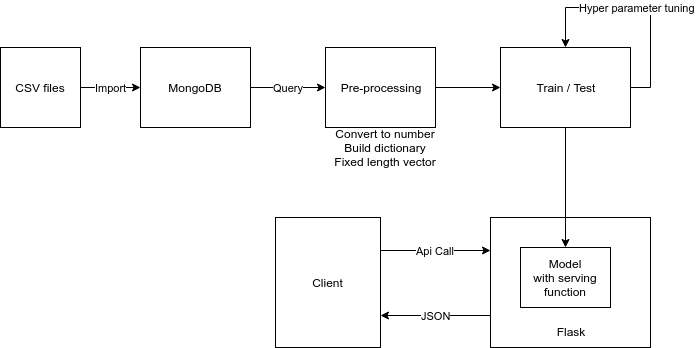 Hyper parameter tuning
CSV files
Import
MongoDB
Query
Pre-processing
Train / Test
Convert to number
Build dictionary
Fixed length vector
Client
Api Call
JSON
Model
with serving
function
Flask